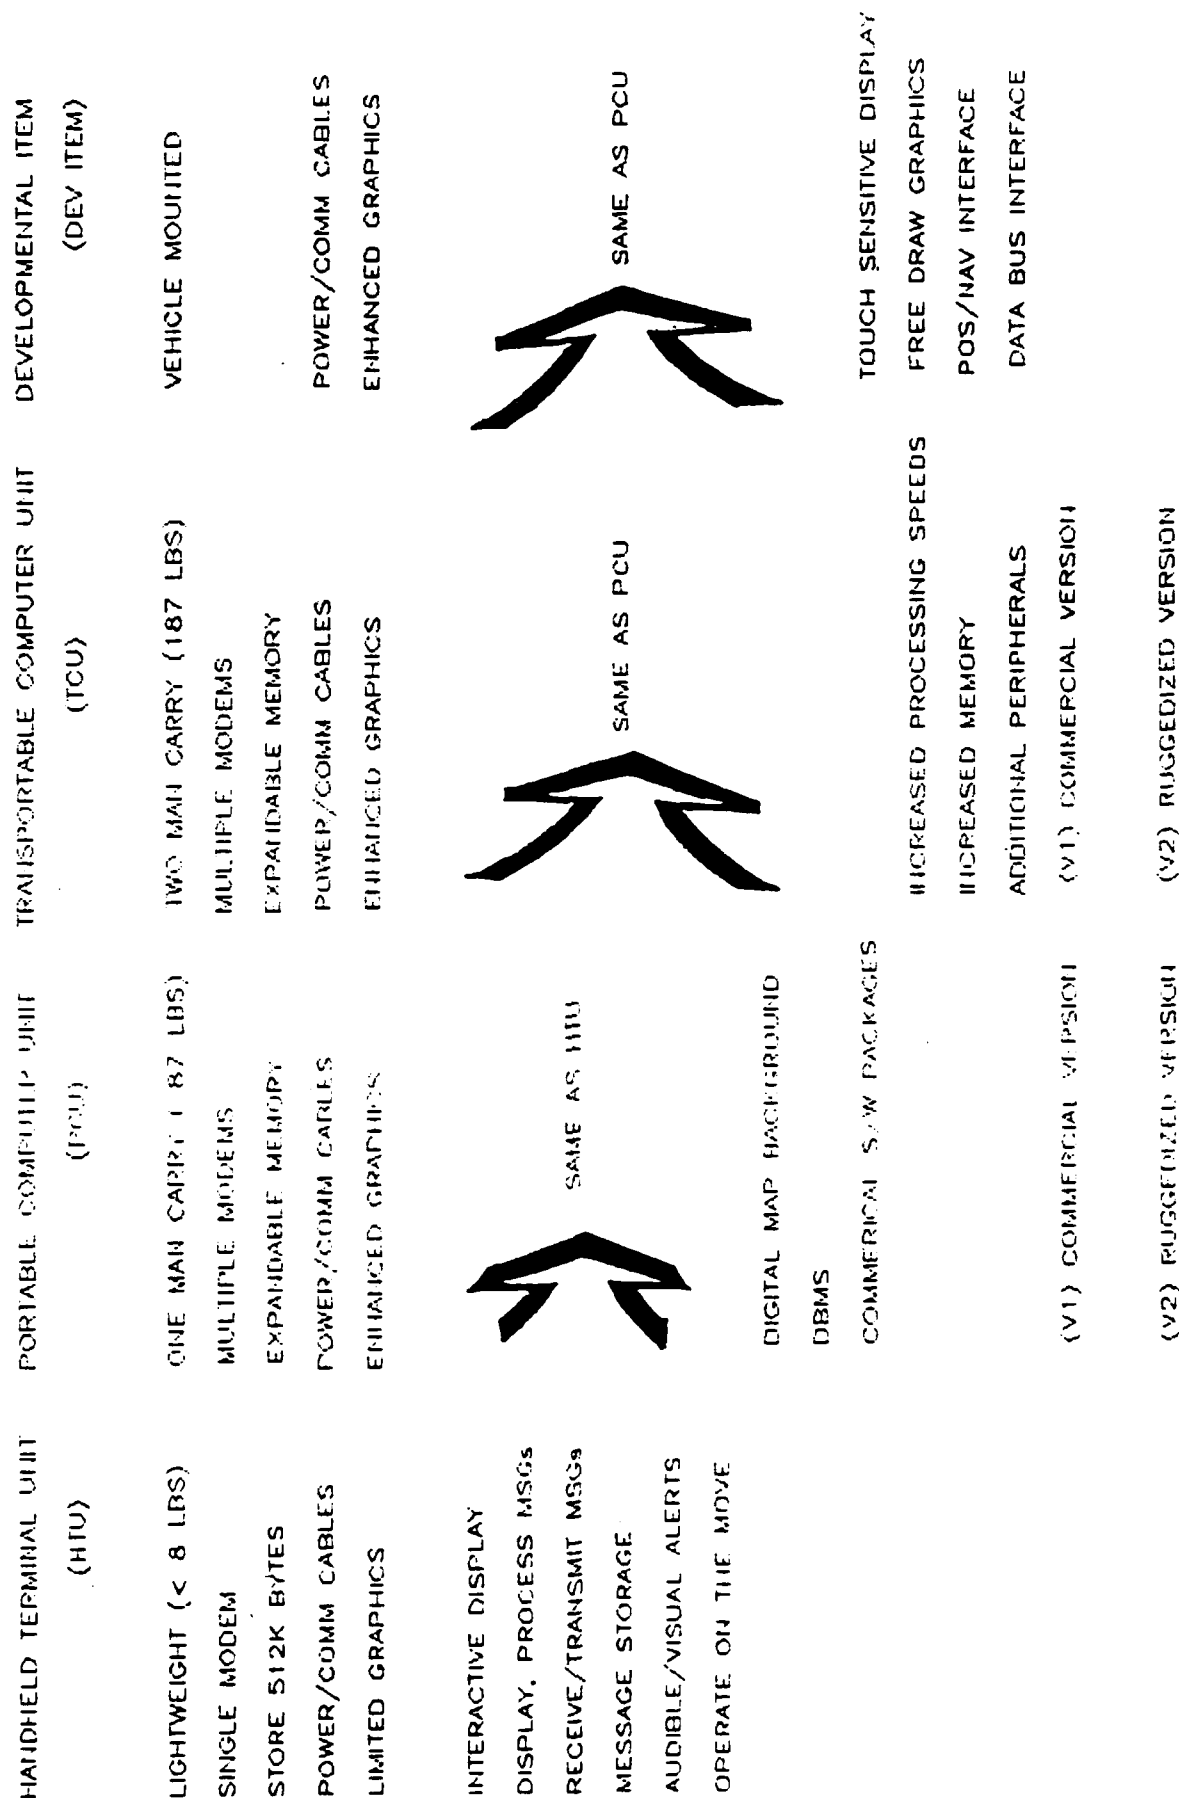 HANDHELD TERMINAL UNIT
(HTU)
LIGHTWEIGHT (< 8 LBS)
SINGLE MODEM
STORE 512K BYTES
POWER/COMM CABLES
LIMITED GRAPHICS
INTERACTIVE DISPLAY
DISPLAY, PROCESS MSGs
RECEIVE/TRANSMIT MSGs
MESSAGE STORAGE
AUDIBLE/VISUAL ALERTS
OPERATE ON THE MOVE
PORTABLE COMPUTER UNIT
(PCU)
ONE MAN CARRY ( 87 LBS)
MULTIPLE MODEMS
EXPANDABLE MEMORY
POWER/COMM CABLES
ENHANCED GRAPHICS
SAME AS HTU
DIGITAL MAP BACKGROUND
DBMS
COMMERICAL S/W PACKAGES
(V1) COMMERCIAL VERSION
(V2) RUGGEDIZED VERSION
TRANSPORTABLE COMPUTER UNIT
(TCU)
TWO MAN CARRY (187 LBS)
MULTIPLE MODEMS
EXPANDABLE MEMORY
POWER/COMM CABLES
ENHANCED GRAPHICS
SAME AS PCU
INCREASED PROCESSING SPEEDS
INCREASED MEMORY
ADDITIONAL PERIPHERALS
(V1) COMMERCIAL VERSION
(V2) RUGGEDIZED VERSION
DEVELOPMENTAL ITEM
(DEV ITEM)
VEHICLE MOUNTED
POWER/COMM CABLES
ENHANCED GRAPHICS
SAME AS PCU
TOUCH SENSITIVE DISPLAY
FREE DRAW GRAPHICS
POS/NAV INTERFACE
DATA BUS INTERFACE